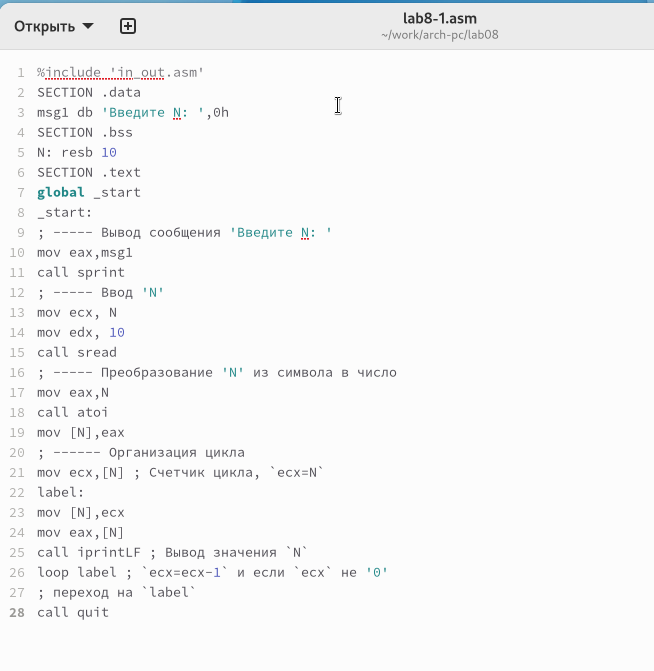 Открыть
lab8-1.asm
~/work/arch-pc/lab08
1 %include 'in_out.asm'
2 SECTION .data
3 msg1 db 'Введите N: ',0h
4 SECTION .bss
5 N: resb 10
6 SECTION .text
7 global _start
8 _start:
9 ; ----- Вывод сообщения 'Введите N: '
10 mov eax,msg1
11 call sprint
12 ; ----- Ввод 'N'
13 mov ecx, N
14 mov edx, 10
15 call sread
16 ; ----- Преобразование 'N' из символа в число
17 mov eax,N
18 call atoi
19 mov [N],eax
20 ; ------ Организация цикла
21 mov ecx,[N] ; Счетчик цикла, `ecx=N`
22 label:
23 mov [N],ecx
24 mov eax,[N]
25 call iprintLF ; Вывод значения `N`
26 loop label ; `ecx=ecx-1` и если `ecx` не '0'
27 ; переход на `label`
28 call quit